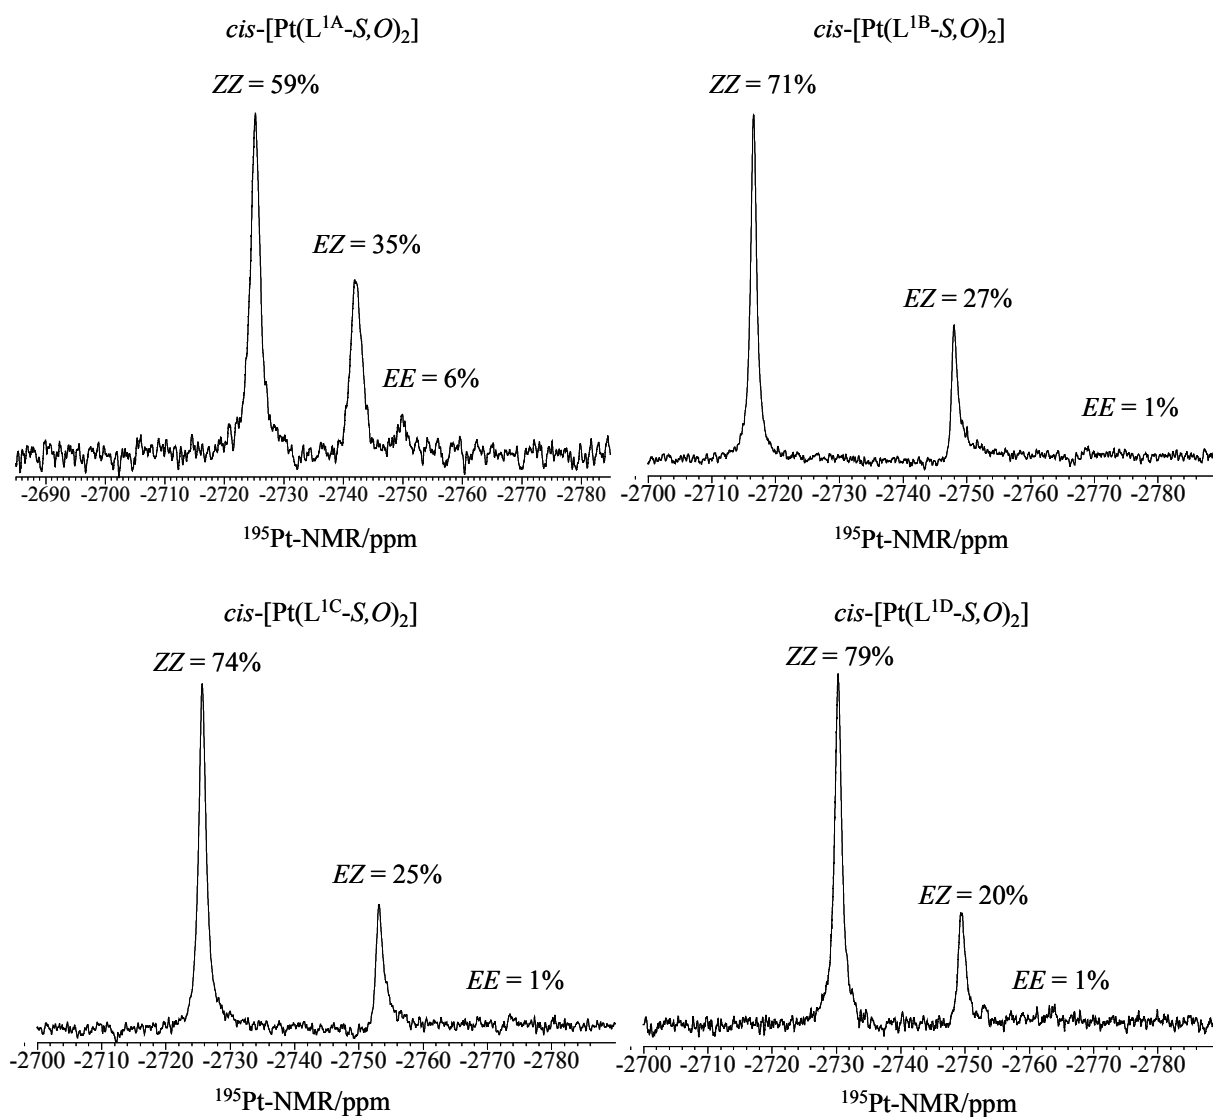 cis-[Pt(L¹ᴬ-S,O)₂]
ZZ = 59%
EZ = 35%
EE = 6%
-2690 -2700 -2710 -2720 -2730 -2740 -2750 -2760 -2770 -2780
¹⁹⁵Pt-NMR/ppm
cis-[Pt(L¹ᴮ-S,O)₂]
ZZ = 71%
EZ = 27%
EE = 1%
-2700 -2710 -2720 -2730 -2740 -2750 -2760 -2770 -2780
¹⁹⁵Pt-NMR/ppm
cis-[Pt(L¹ᶜ-S,O)₂]
ZZ = 74%
EZ = 25%
EE = 1%
-2700 -2710 -2720 -2730 -2740 -2750 -2760 -2770 -2780
¹⁹⁵Pt-NMR/ppm
cis-[Pt(L¹ᴰ-S,O)₂]
ZZ = 79%
EZ = 20%
EE = 1%
-2700 -2710 -2720 -2730 -2740 -2750 -2760 -2770 -2780
¹⁹⁵Pt-NMR/ppm